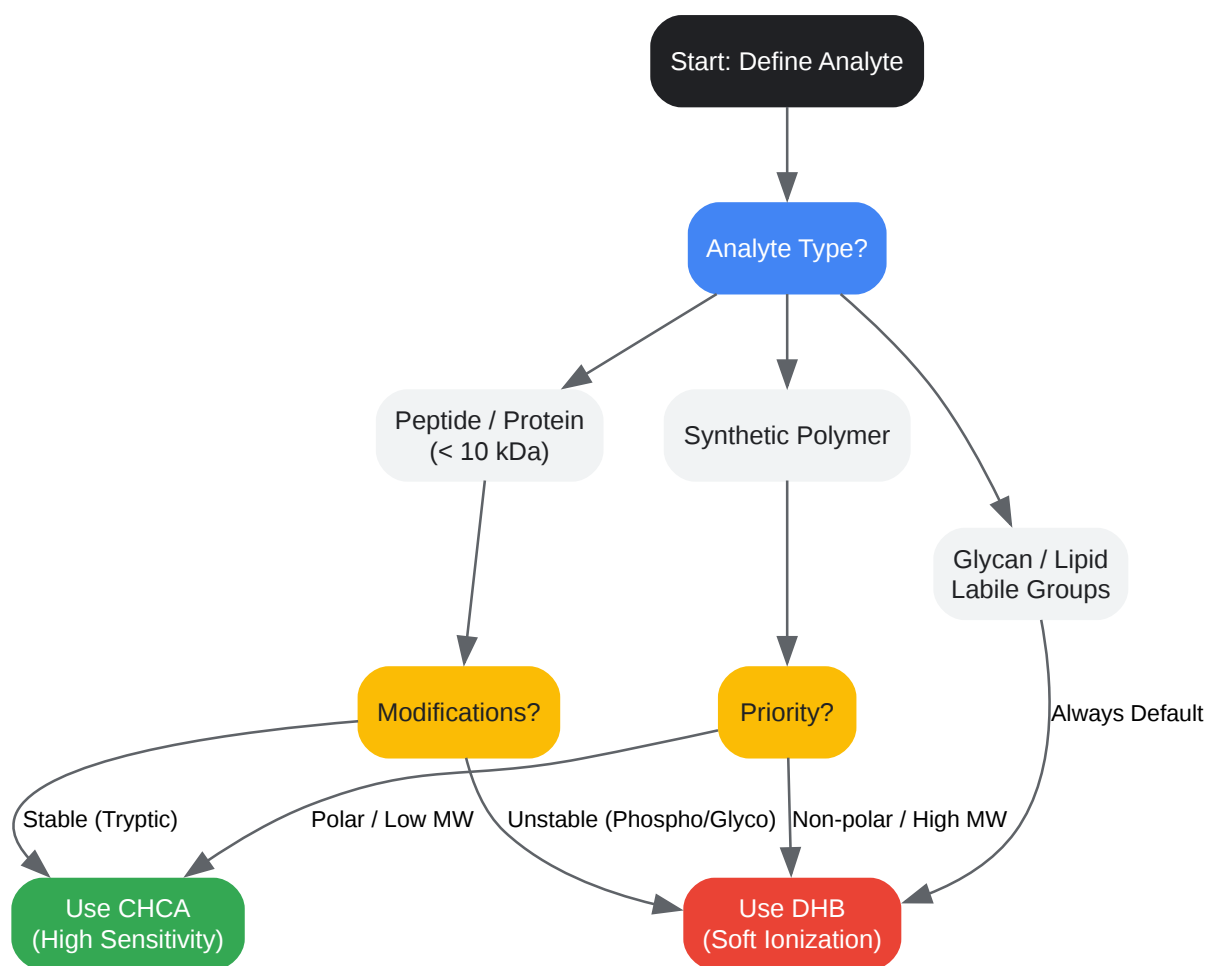 Start: Define Analyte
Analyte Type?
Peptide / Protein
(< 10 kDa)
Synthetic Polymer
Glycan / Lipid
Labile Groups
Modifications?
Priority?
Always Default
Stable (Tryptic)
Polar / Low MW
Unstable (Phospho/Glyco)
Non-polar / High MW
Use CHCA
(High Sensitivity)
Use DHB
(Soft Ionization)